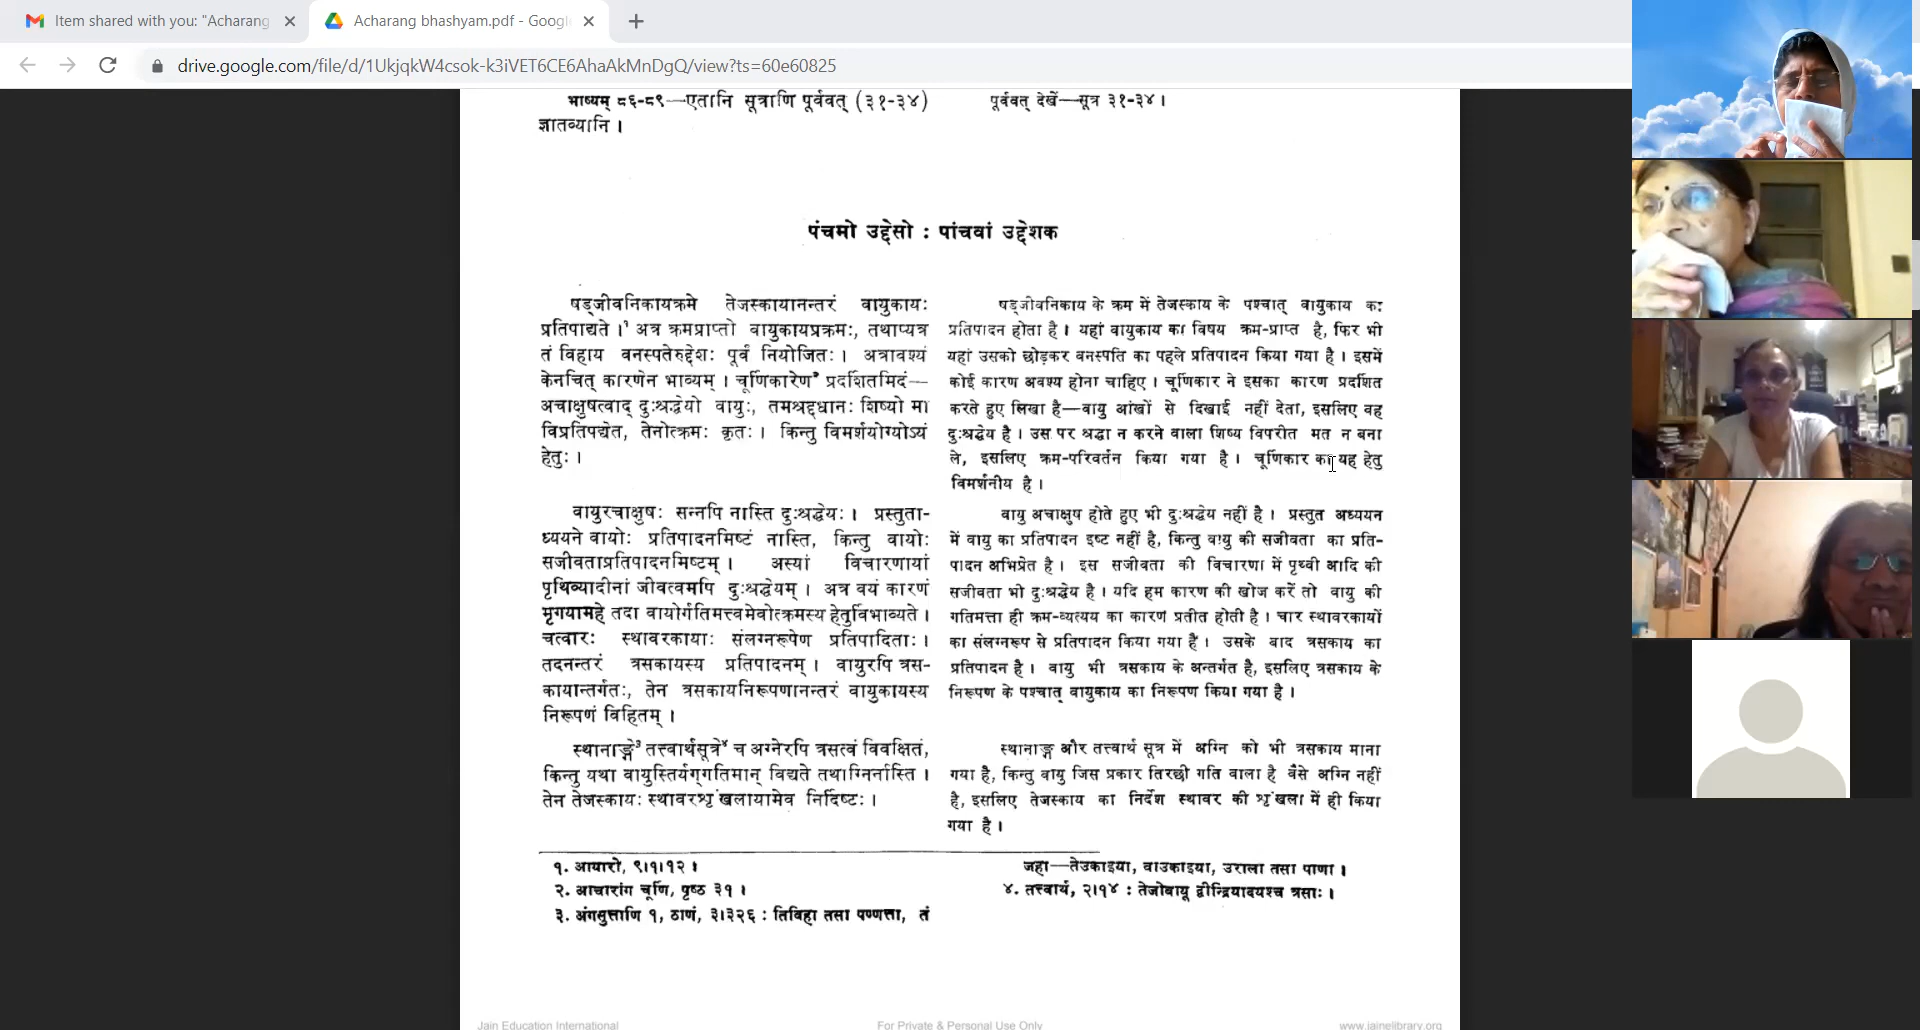 Item shared with you: "Acharang
Acharang bhashyam.pdf - Google
drive.google.com/file/d/1UkjqkW4csok-k3iVET6CE6AhaAkMnDgQ/view?ts=60e60825
भाष्यम् ८६-८९—एतानि सूत्राणि पूर्ववत् (३१-३४)
ज्ञातव्यानि ।
पूर्ववत् देखें—सूत्र ३१-३४ ।
पंचमो उद्देसो : पांचवां उद्देशक
षड्जीवनिकायक्रमे तेजस्कायानन्तरं वायुकायः
प्रतिपाद्यते ।¹ अत्र क्रमप्राप्तो वायुकायप्रक्रमः, तथाप्यत्र
तं विहाय वनस्पतेरुद्देशः पूर्वं नियोजितः । अत्रावश्यं
केनचित् कारणेन भाव्यम् । चूर्णिकारेण² प्रदर्शितमिदं—
अचाक्षुषत्वाद् दुःश्रद्धेयो वायुः, तमश्रद्दधानः शिष्यो मा
विप्रतिपद्येत, तेनोत्क्रमः कृतः । किन्तु विमर्शयोग्योऽयं
हेतुः ।
वायुरचाक्षुषः सन्नपि नास्ति दुःश्रद्धेयः । प्रस्तुता-
ध्ययने वायोः प्रतिपादनमिष्टं नास्ति, किन्तु वायोः
सजीवताप्रतिपादनमिष्टम् । अस्यां विचारणायां
पृथिव्यादीनां जीवत्वमपि दुःश्रद्धेयम् । अत्र वयं कारणं
मृगयामहे तदा वायोर्गतिमत्त्वमेवोत्क्रमस्य हेतुर्विभाव्यते ।
चत्वारः स्थावरकायाः संलग्नरूपेण प्रतिपादिताः ।
तदनन्तरं त्रसकायस्य प्रतिपादनम् । वायुरपि त्रस-
कायान्तर्गतः, तेन त्रसकायनिरूपणानन्तरं वायुकायस्य
निरूपणं विहितम् ।
स्थानाङ्गे³ तत्त्वार्थसूत्रे⁴ च अग्नेरपि त्रसत्वं विवक्षितं,
किन्तु यथा वायुस्तिर्यग्गतिमान् विद्यते तथाग्निर्नास्ति ।
तेन तेजस्कायः स्थावरशृंखलायामेव निर्दिष्टः ।
षड्जीवनिकाय के क्रम में तेजस्काय के पश्चात् वायुकाय का
प्रतिपादन होता है । यहां वायुकाय का विषय क्रम-प्राप्त है, फिर भी
यहां उसको छोड़कर वनस्पति का पहले प्रतिपादन किया गया है । इसमें
कोई कारण अवश्य होना चाहिए । चूर्णिकार ने इसका कारण प्रदर्शित
करते हुए लिखा है—वायु आंखों से दिखाई नहीं देता, इसलिए वह
दुःश्रद्धेय है । उस पर श्रद्धा न करने वाला शिष्य विपरीत मत न बना
ले, इसलिए क्रम-परिवर्तन किया गया है । चूर्णिकार का यह हेतु
विमर्शनीय है ।
वायु अचाक्षुष होते हुए भी दुःश्रद्धेय नहीं है । प्रस्तुत अध्ययन
में वायु का प्रतिपादन इष्ट नहीं है, किन्तु वायु की सजीवता का प्रति-
पादन अभिप्रेत है । इस सजीवता की विचारणा में पृथ्वी आदि की
सजीवता भी दुःश्रद्धेय है । यदि हम कारण की खोज करें तो वायु की
गतिमत्ता ही क्रम-व्यत्यय का कारण प्रतीत होती है । चार स्थावरकायों
का संलग्नरूप से प्रतिपादन किया गया है । उसके बाद त्रसकाय का
प्रतिपादन है । वायु भी त्रसकाय के अन्तर्गत है, इसलिए त्रसकाय के
निरूपण के पश्चात् वायुकाय का निरूपण किया गया है ।
स्थानाङ्ग और तत्त्वार्थ सूत्र में अग्नि को भी त्रसकाय माना
गया है, किन्तु वायु जिस प्रकार तिरछी गति वाला है वैसे अग्नि नहीं
है, इसलिए तेजस्काय का निर्देश स्थावर की शृंखला में ही किया
गया है ।
१. आयारो, ९।१।१२ ।
२. आचारांग चूर्णि, पृष्ठ ३१ ।
३. अंगसुत्ताणि १, ठाणं, ३।३२६ : तिविहा तसा पण्णत्ता, तं
जहा—तेउकाइया, वाउकाइया, उराला तसा पाणा ।
४. तत्त्वार्थ, २।१४ : तेजोवायू द्वीन्द्रियादयश्च त्रसाः ।
Jain Education International
For Private & Personal Use Only
www.jainelibrary.org